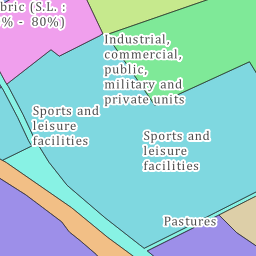 bric (S.L. :
% - 80%)
Industrial,
commercial,
public,
military and
private units
Sports and
leisure
facilities
Sports and
leisure
facilities
Pastures